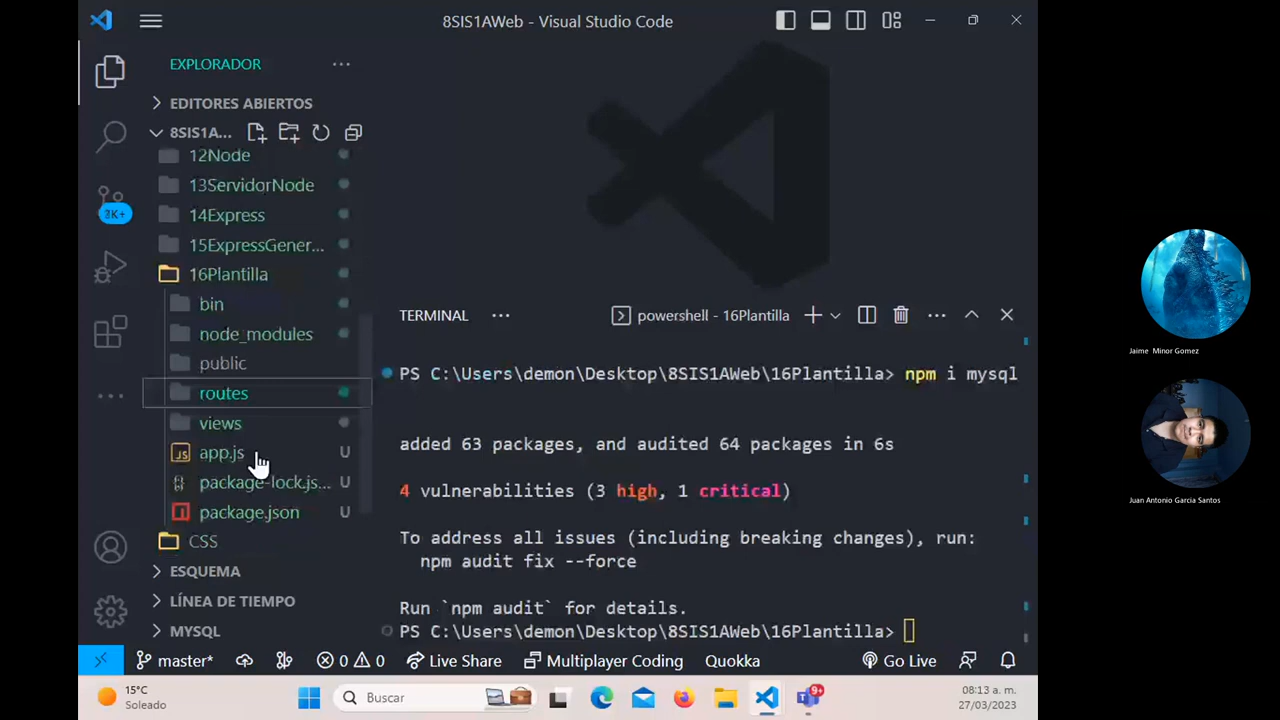 8SIS1AWeb - Visual Studio Code
EXPLORADOR
EDITORES ABIERTOS
8SIS1A...
12Node
13ServidorNode
14Express
15ExpressGener...
16Plantilla
bin
node_modules
public
routes
views
app.js U
package-lock.js... U
package.json U
CSS
ESQUEMA
LÍNEA DE TIEMPO
MYSQL
3K+
TERMINAL
powershell - 16Plantilla
PS C:\Users\demon\Desktop\8SIS1AWeb\16Plantilla> npm i mysql
added 63 packages, and audited 64 packages in 6s
4 vulnerabilities (3 high, 1 critical)
To address all issues (including breaking changes), run:
npm audit fix --force
Run `npm audit` for details.
PS C:\Users\demon\Desktop\8SIS1AWeb\16Plantilla>
master* 0 0 Live Share Multiplayer Coding Quokka Go Live
15°C
Soleado
Buscar
9+
08:13 a. m.
27/03/2023
Jaime Minor Gomez
Juan Antonio Garcia Santos